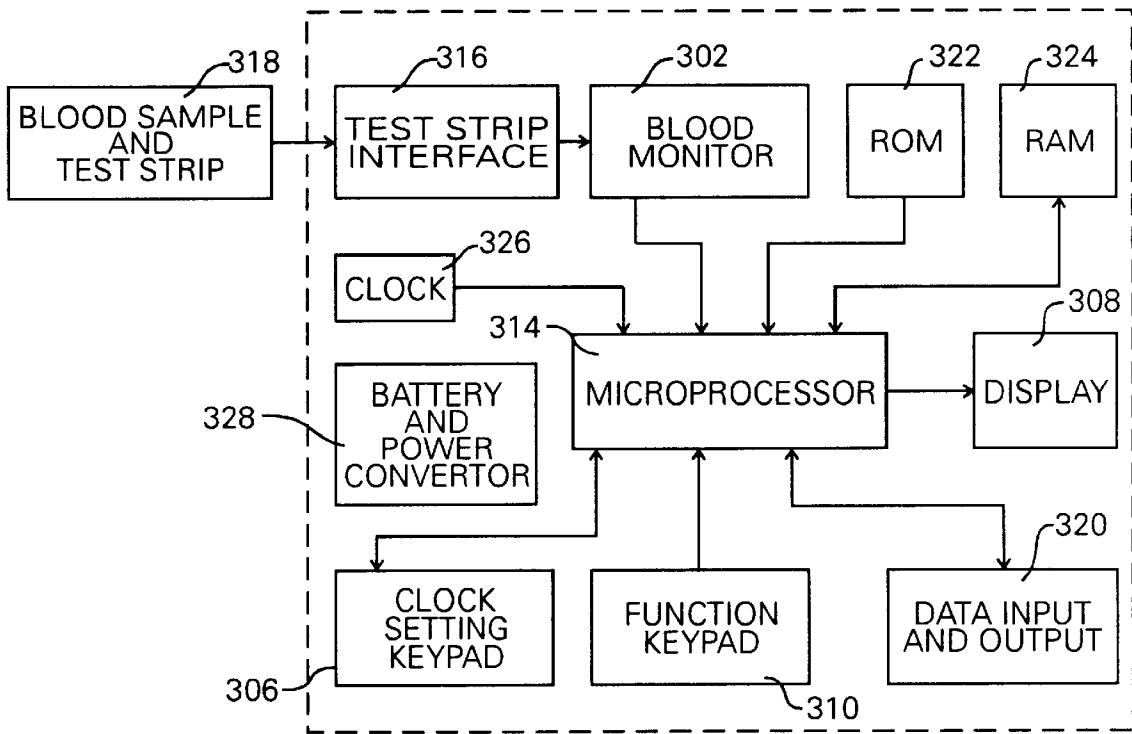 318
316
302
322
324
BLOOD SAMPLE
AND
TEST STRIP
TEST STRIP
INTERFACE
BLOOD
MONITOR
ROM
RAM
326
CLOCK
314
308
MICROPROCESSOR
DISPLAY
328
BATTERY
AND
POWER
CONVERTOR
320
CLOCK
SETTING
KEYPAD
FUNCTION
KEYPAD
DATA INPUT
AND OUTPUT
306
310